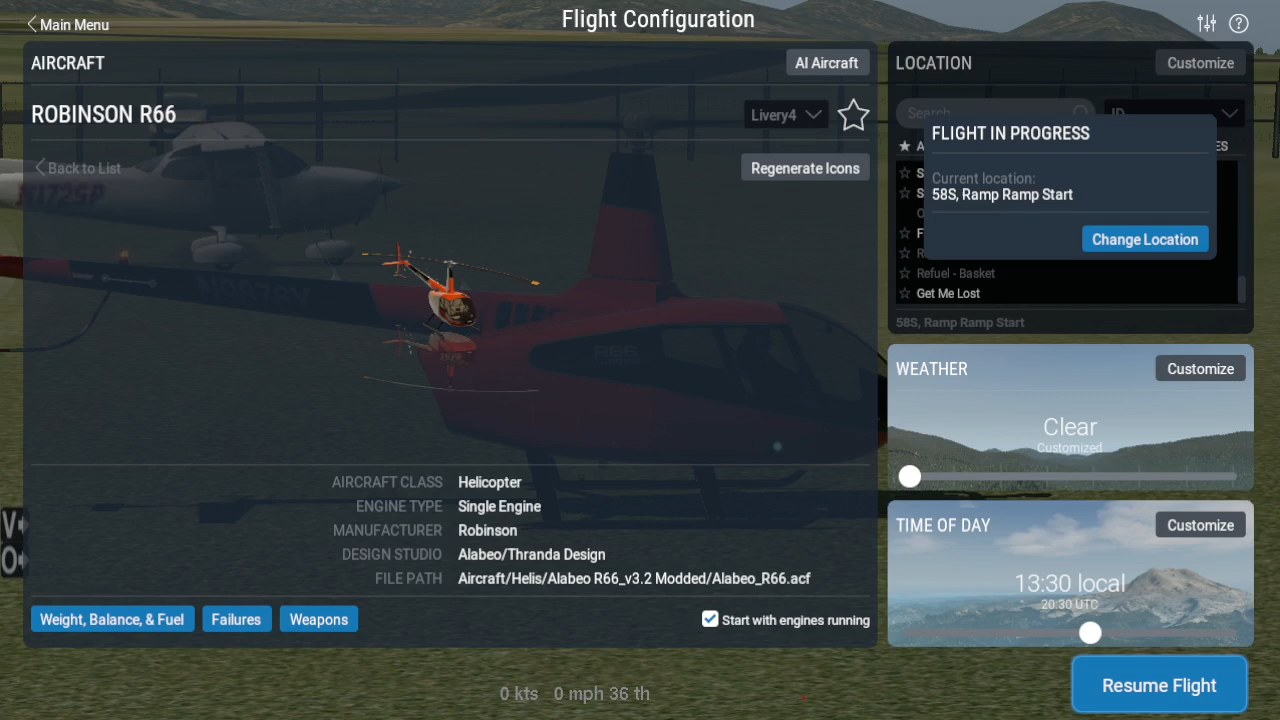 Main Menu
Flight Configuration
AIRCRAFT
AI Aircraft
ROBINSON R66
Livery4
Back to List
Regenerate Icons
N172SP
R66
AIRCRAFT CLASS Helicopter
ENGINE TYPE Single Engine
MANUFACTURER Robinson
DESIGN STUDIO Alabeo/Thranda Design
FILE PATH Aircraft/Helis/Alabeo R66_v3.2 Modded/Alabeo_R66.acf
Weight, Balance, & Fuel
Failures
Weapons
Start with engines running
0 kts 0 mph 36 th
LOCATION
Customize
Search
ID
FLIGHT IN PROGRESS
Current location:
58S, Ramp Ramp Start
Change Location
Refuel - Basket
Get Me Lost
58S, Ramp Ramp Start
WEATHER
Customize
Clear
Customized
TIME OF DAY
Customize
13:30 local
20:30 UTC
Resume Flight